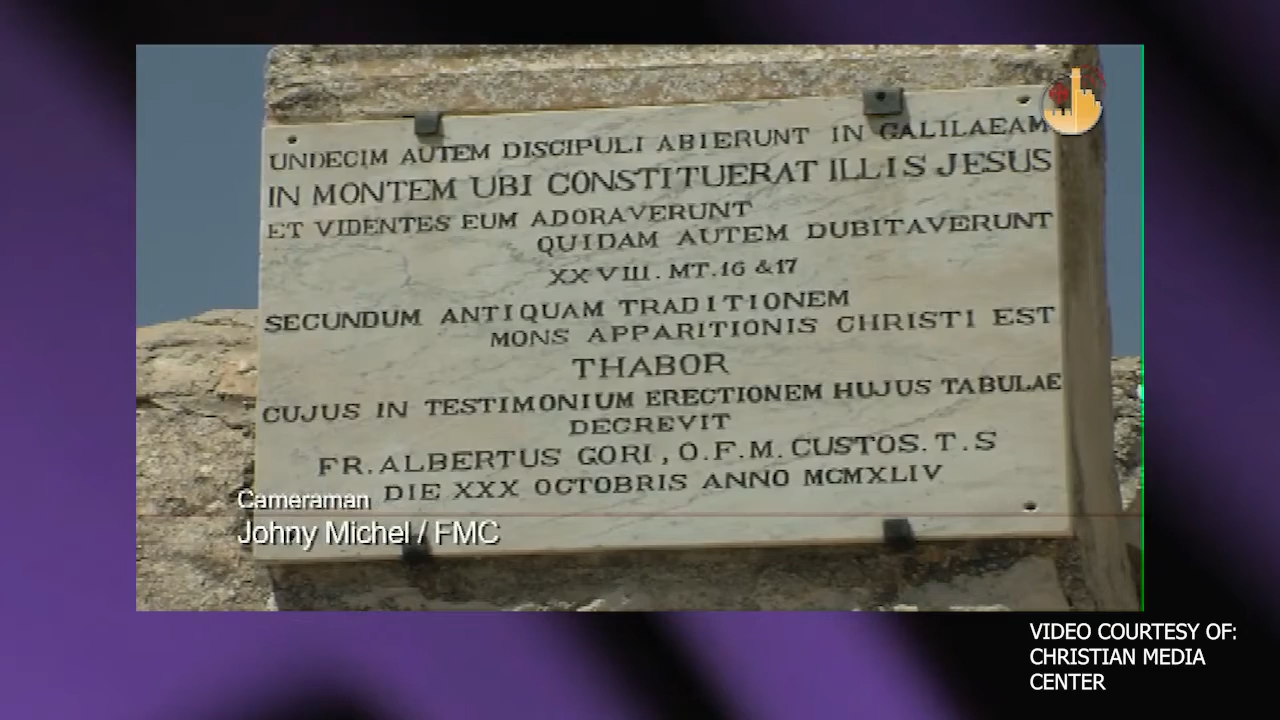 UNDECIM AUTEM DISCIPULI ABIERUNT IN GALILAEAM
IN MONTEM UBI CONSTITUERAT ILLIS JESUS
ET VIDENTES EUM ADORAVERUNT
QUIDAM AUTEM DUBITAVERUNT
XXVIII. MT. 16 & 17
SECUNDUM ANTIQUAM TRADITIONEM
MONS APPARITIONIS CHRISTI EST
THABOR
CUJUS IN TESTIMONIUM ERECTIONEM HUJUS TABULAE
DECREVIT
FR. ALBERTUS GORI, O.F.M. CUSTOS. T. S
DIE XXX OCTOBRIS ANNO MCMXLIV
Cameraman
Johny Michel / FMC
VIDEO COURTESY OF:
CHRISTIAN MEDIA
CENTER